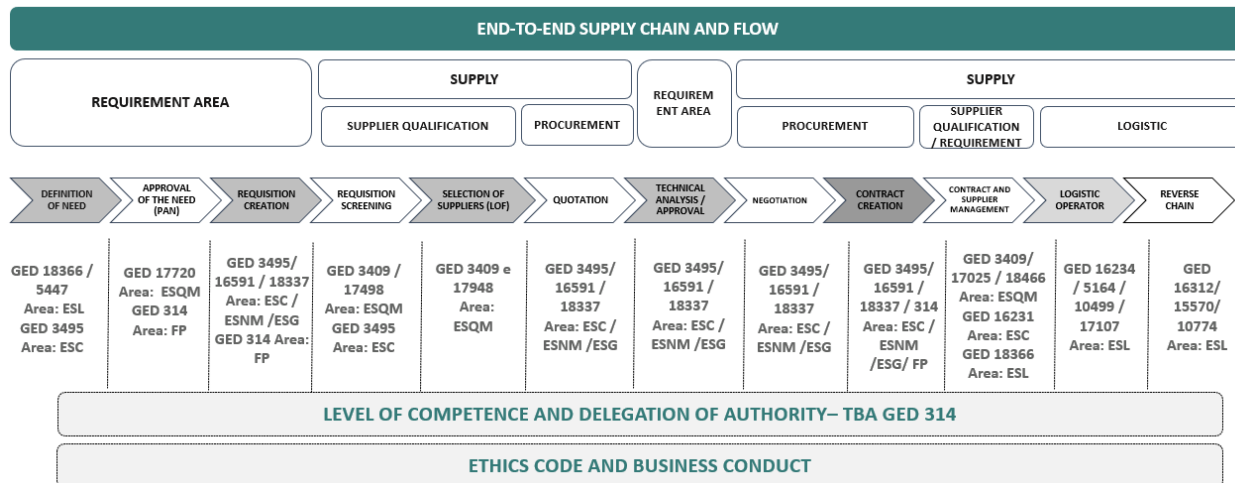 END-TO-END SUPPLY CHAIN AND FLOW
REQUIREMENT AREA
SUPPLY
SUPPLIER QUALIFICATION
PROCUREMENT
REQUIREM
ENT AREA
SUPPLY
PROCUREMENT
SUPPLIER
QUALIFICATION
/ REQUIREMENT
LOGISTIC
DEFINITION
OF NEED
APPROVAL
OF THE NEED
(PAN)
REQUISITION
CREATION
REQUISITION
SCREENING
SELECTION OF
SUPPLIERS (LOF)
QUOTATION
TECHNICAL
ANALYSIS /
APPROVAL
NEGOTIATION
CONTRACT
CREATION
CONTRACT AND
SUPPLIER
MANAGEMENT
LOGISTIC
OPERATOR
REVERSE
CHAIN
GED 18366 /
5447
Area: ESL
GED 3495
Area: ESC
GED 17720
Area: ESQM
GED 314
Area: FP
GED 3495/
16591 / 18337
Area: ESC /
ESNM /ESG
GED 314 Area:
FP
GED 3409 /
17498
Area: ESQM
GED 3495
Area: ESC
GED 3409 e
17948
Area:
ESQM
GED 3495/
16591 /
18337
Area: ESC /
ESNM /ESG
GED 3495/
16591 /
18337
Area: ESC /
ESNM /ESG
GED 3495/
16591 /
18337
Area: ESC /
ESNM /ESG
GED 3495/
16591 /
18337 / 314
Area: ESC /
ESNM
/ESG/ FP
GED 3409/
17025 / 18466
Area: ESQM
GED 16231
Area: ESC
GED 18366
Area: ESL
GED 16234
/ 5164 /
10499 /
17107
Area: ESL
GED
16312/
15570/
10774
Area: ESL
LEVEL OF COMPETENCE AND DELEGATION OF AUTHORITY– TBA GED 314
ETHICS CODE AND BUSINESS CONDUCT